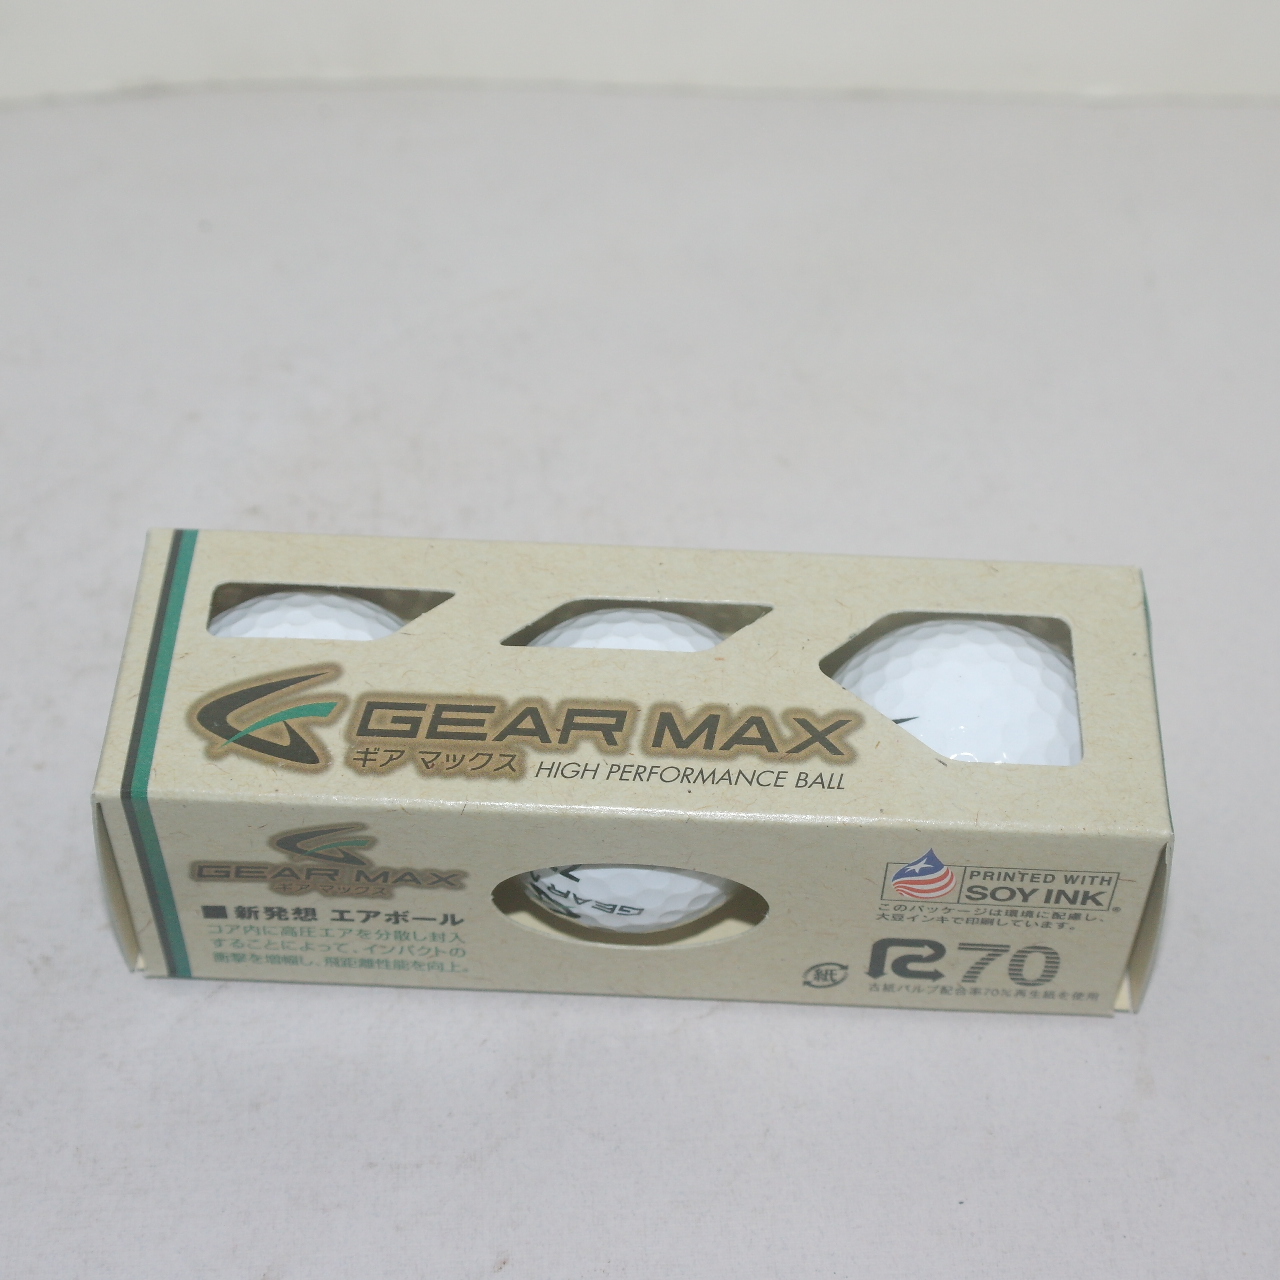 GEAR MAX
ギア マックス HIGH PERFORMANCE BALL
GEAR MAX
ギア マックス
■新発想 エアボール
コア内に高圧エアを分散し封入
することによって、インパクトの
衝撃を増幅し、飛距離性能を向上。
GEAR
PRINTED WITH
SOY INK
このパッケージは環境に配慮し、
大豆インキで印刷しています。
紙
R70
古紙パルプ配合率70%再生紙を使用